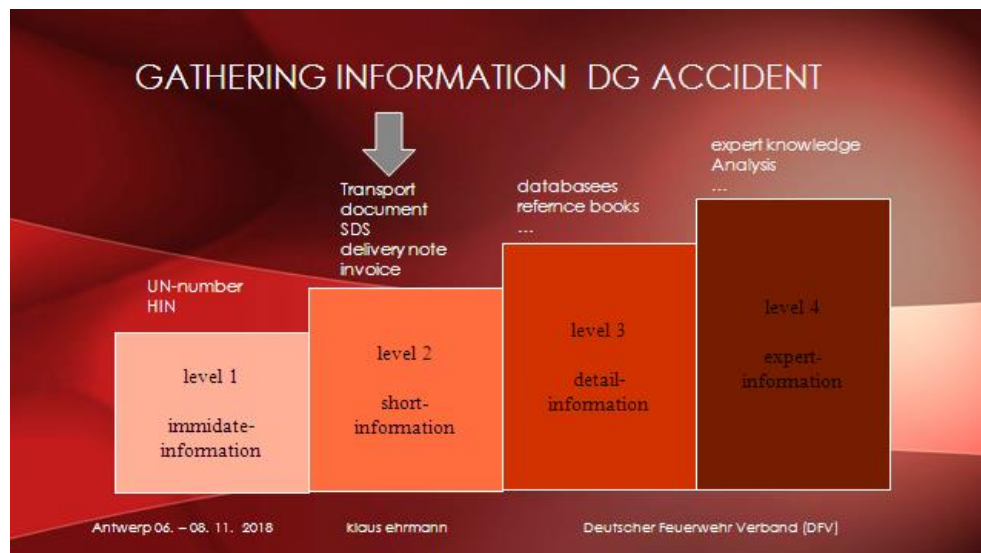 GATHERING INFORMATION DG ACCIDENT
UN-number
HIN
level 1
immidate-
information
Transport
document
SDS
delivery note
invoice
level 2
short-
information
databasees
refernce books
...
level 3
detail-
information
expert knowledge
Analysis
...
level 4
expert-
information
Antwerp 06. – 08. 11. 2018
klaus ehrmann
Deutscher Feuerwehr Verband (DFV)